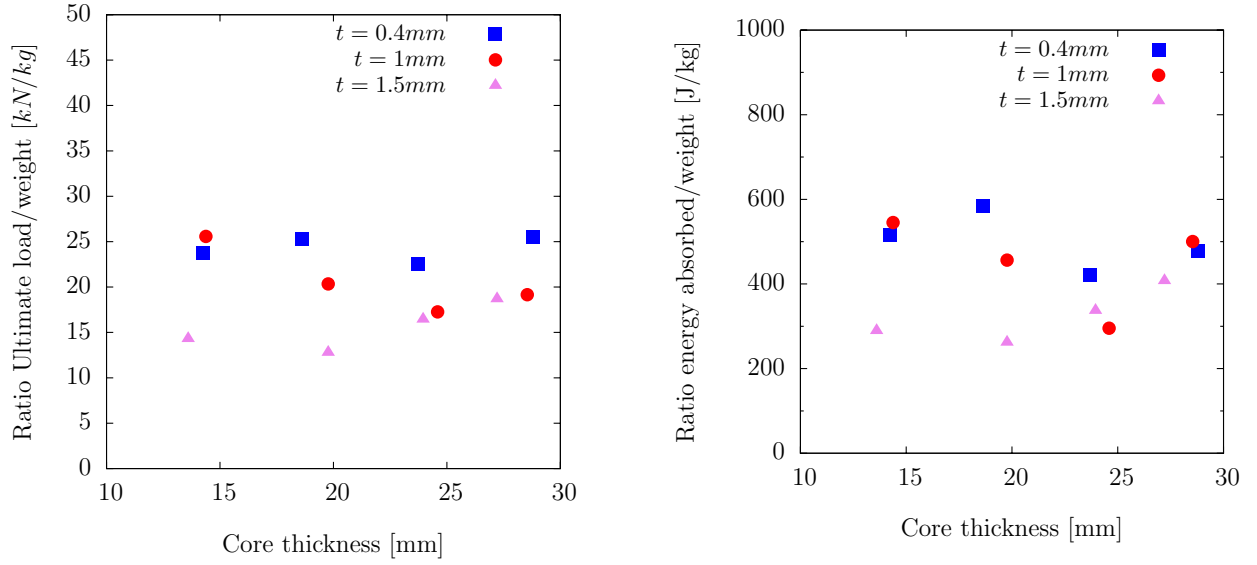 Ratio Ultimate load/weight [kN/kg]
50
45
40
35
30
25
20
15
10
5
0
t = 0.4mm
t = 1mm
t = 1.5mm
10 15 20 25 30
Core thickness [mm]
Ratio energy absorbed/weight [J/kg]
1000
800
600
400
200
0
t = 0.4mm
t = 1mm
t = 1.5mm
10 15 20 25 30
Core thickness [mm]